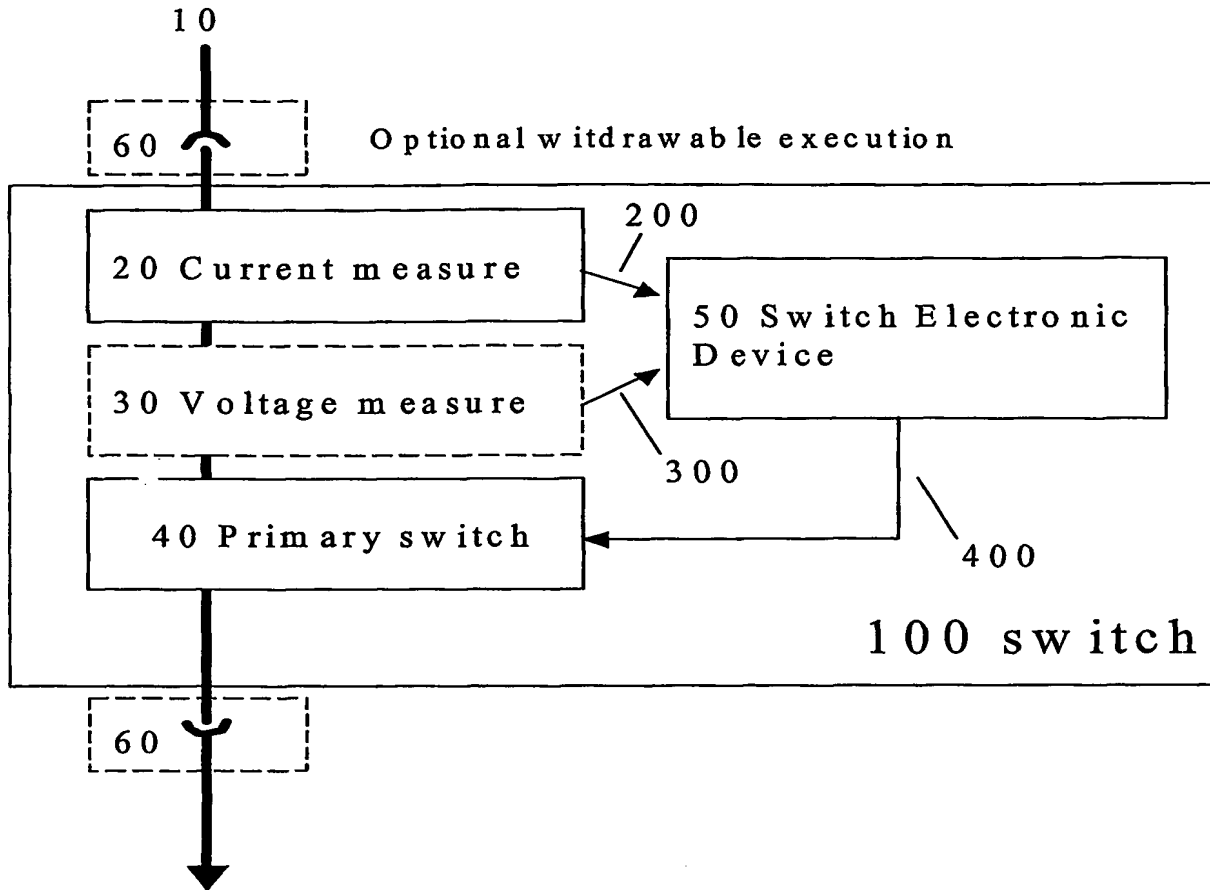 10
60
Optional witdrawable execution
200
20 Current measure
50 Switch Electronic
Device
30 Voltage measure
300
40 Primary switch
400
100 switch
60